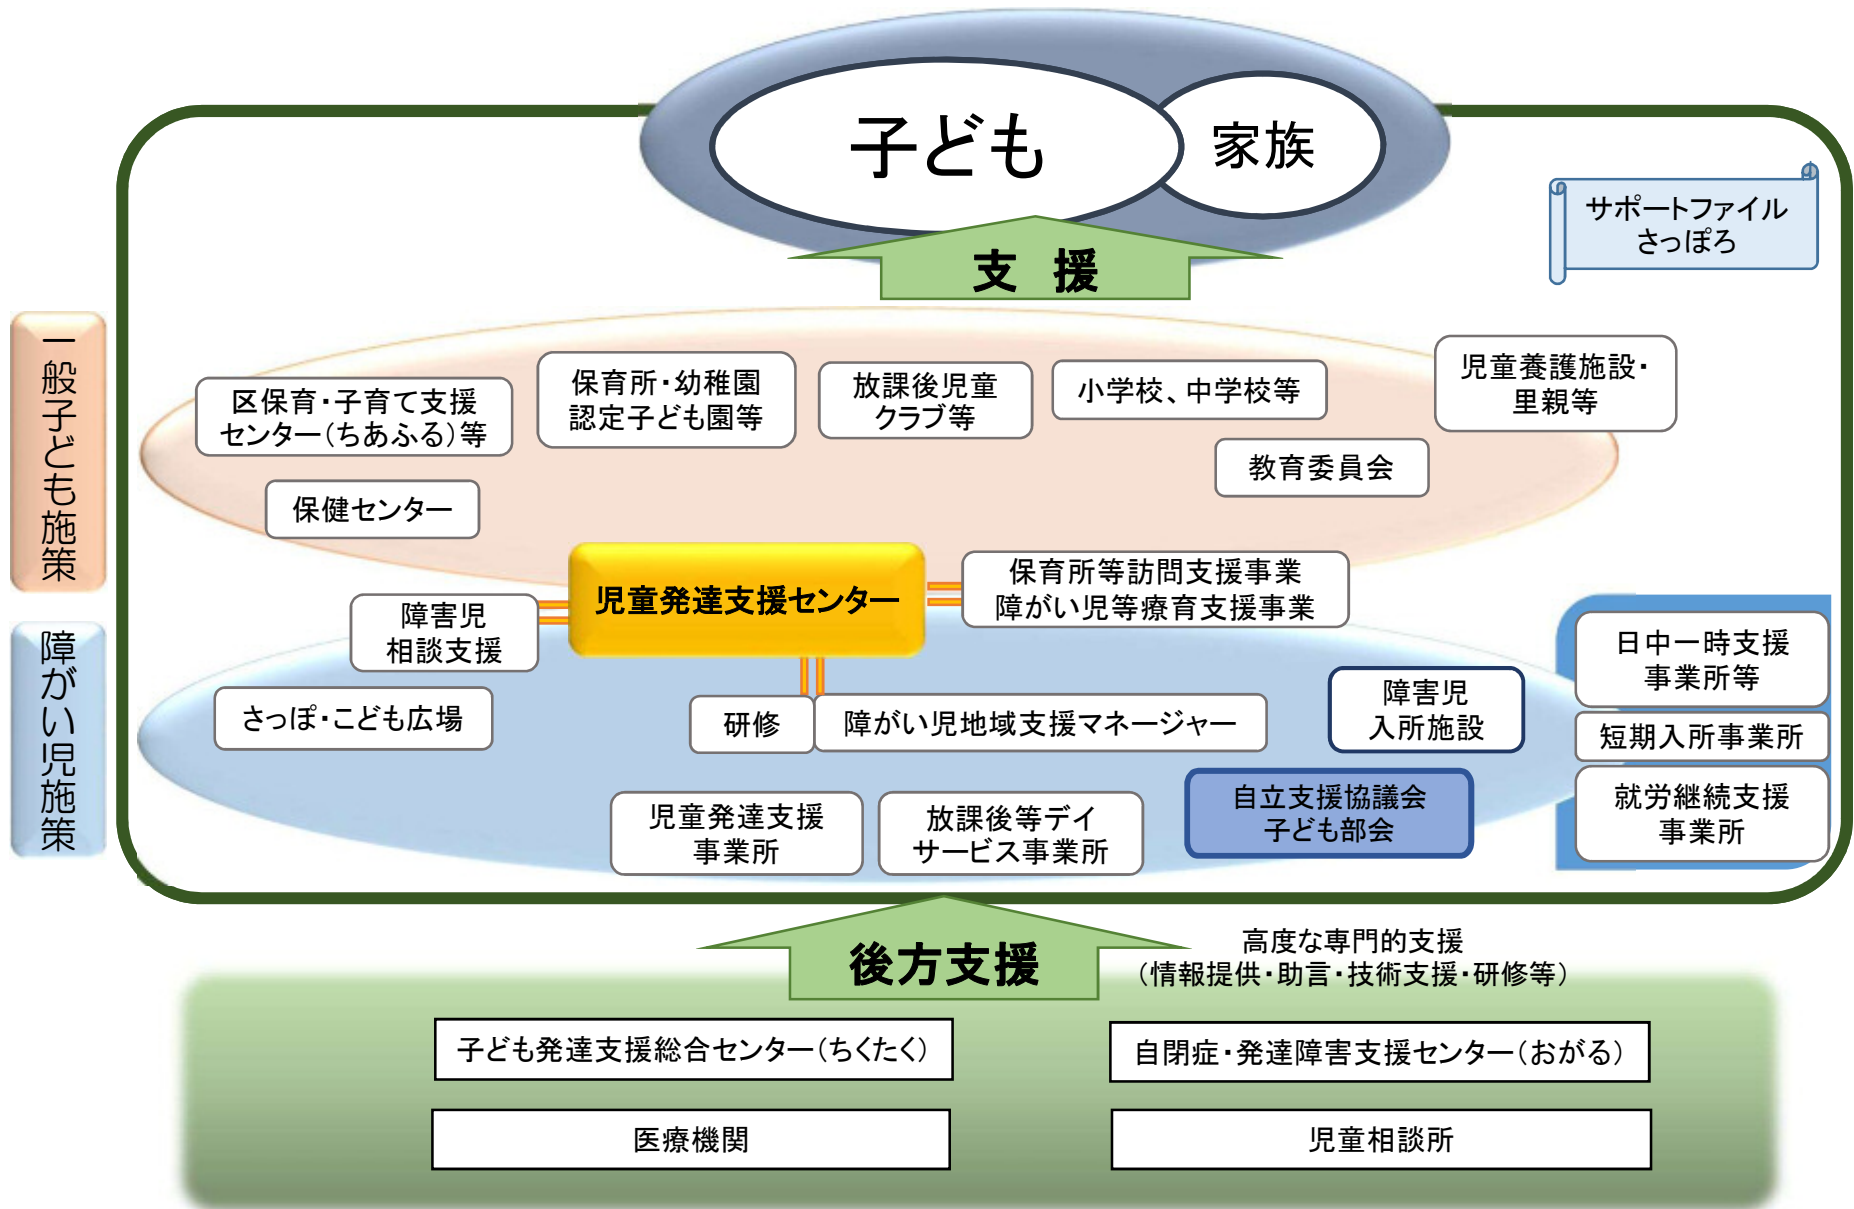 子ども
家族
サポートファイル
さっぽろ
支 援
一般子ども施策
区保育・子育て支援
センター(ちあふる)等
保育所・幼稚園
認定子ども園等
放課後児童
クラブ等
小学校、中学校等
児童養護施設・
里親等
教育委員会
保健センター
児童発達支援センター
保育所等訪問支援事業
障がい児等療育支援事業
障害児
相談支援
障がい児施策
さっぽ・こども広場
研修
障がい児地域支援マネージャー
障害児
入所施設
日中一時支援
事業所等
短期入所事業所
就労継続支援
事業所
児童発達支援
事業所
放課後等デイ
サービス事業所
自立支援協議会
子ども部会
後方支援
高度な専門的支援
(情報提供・助言・技術支援・研修等)
子ども発達支援総合センター(ちくたく)
自閉症・発達障害支援センター(おがる)
医療機関
児童相談所